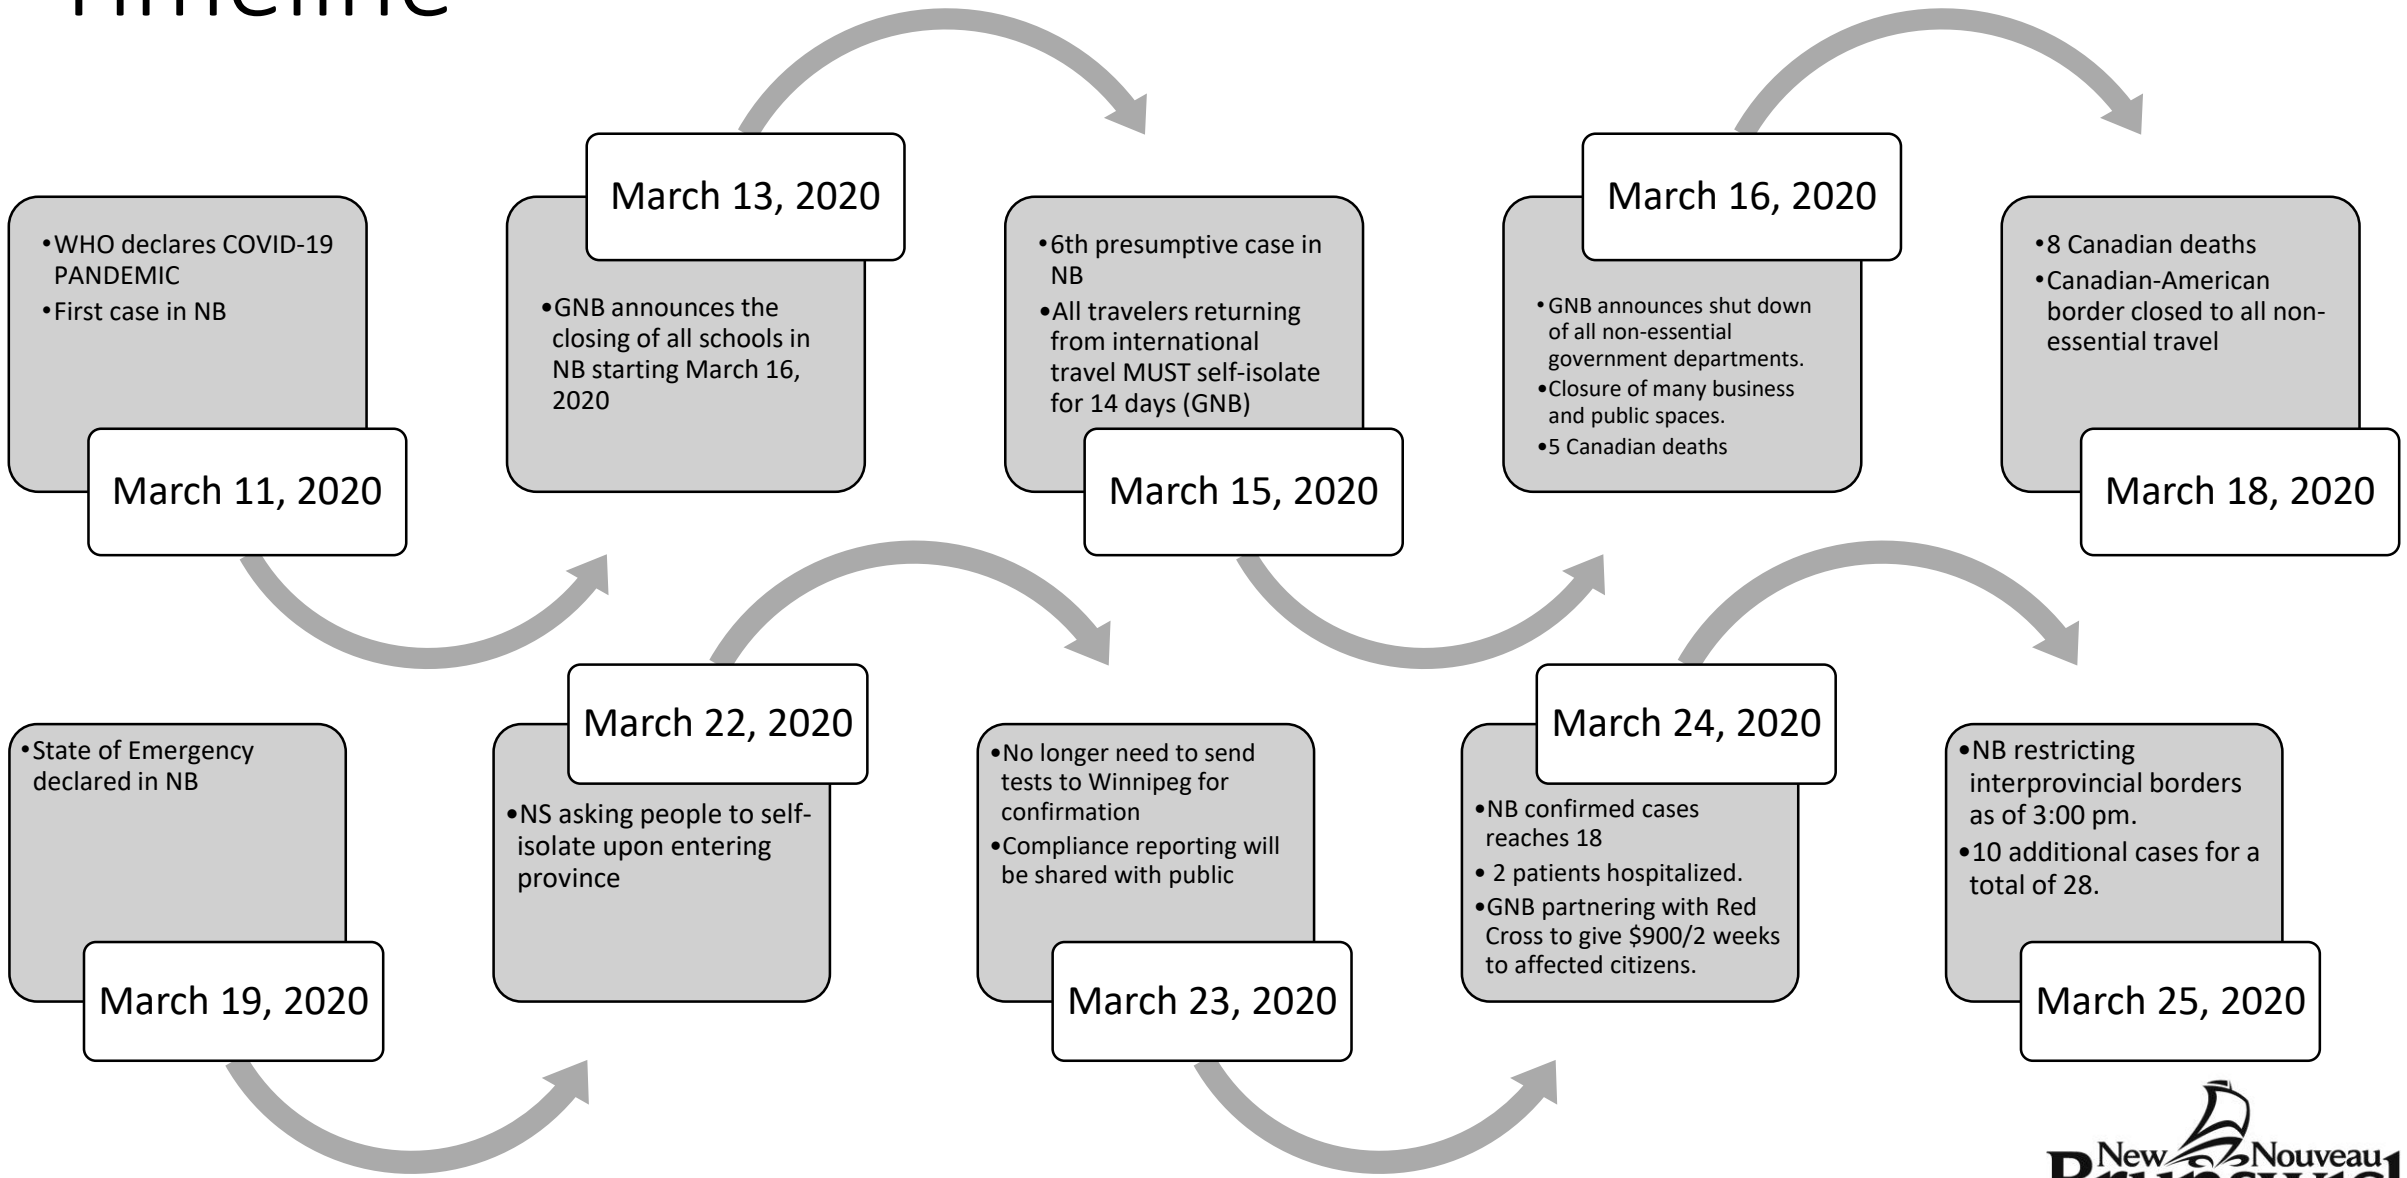 Timeline
•WHO declares COVID-19
PANDEMIC
•First case in NB
March 11, 2020
March 13, 2020
•GNB announces the
closing of all schools in
NB starting March 16,
2020
•6th presumptive case in
NB
•All travelers returning
from international
travel MUST self-isolate
for 14 days (GNB)
March 15, 2020
March 16, 2020
•GNB announces shut down
of all non-essential
government departments.
•Closure of many business
and public spaces.
•5 Canadian deaths
•8 Canadian deaths
•Canadian-American
border closed to all non-
essential travel
March 18, 2020
•State of Emergency
declared in NB
March 19, 2020
March 22, 2020
•NS asking people to self-
isolate upon entering
province
•No longer need to send
tests to Winnipeg for
confirmation
•Compliance reporting will
be shared with public
March 23, 2020
March 24, 2020
•NB confirmed cases
reaches 18
• 2 patients hospitalized.
•GNB partnering with Red
Cross to give $900/2 weeks
to affected citizens.
•NB restricting
interprovincial borders
as of 3:00 pm.
•10 additional cases for a
total of 28.
March 25, 2020
New Nouveau
Brunswick